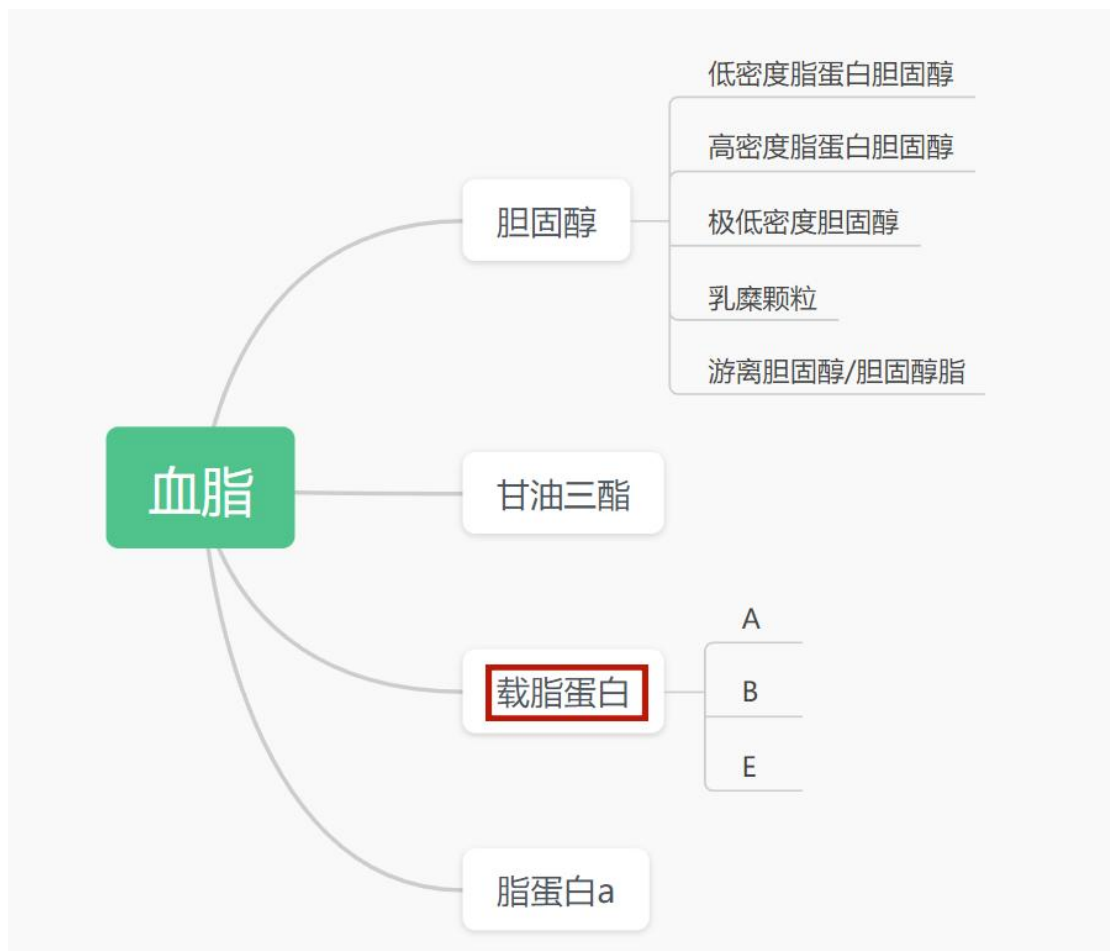 血脂
胆固醇
低密度脂蛋白胆固醇
高密度脂蛋白胆固醇
极低密度胆固醇
乳糜颗粒
游离胆固醇/胆固醇脂
甘油三酯
载脂蛋白
A
B
E
脂蛋白a